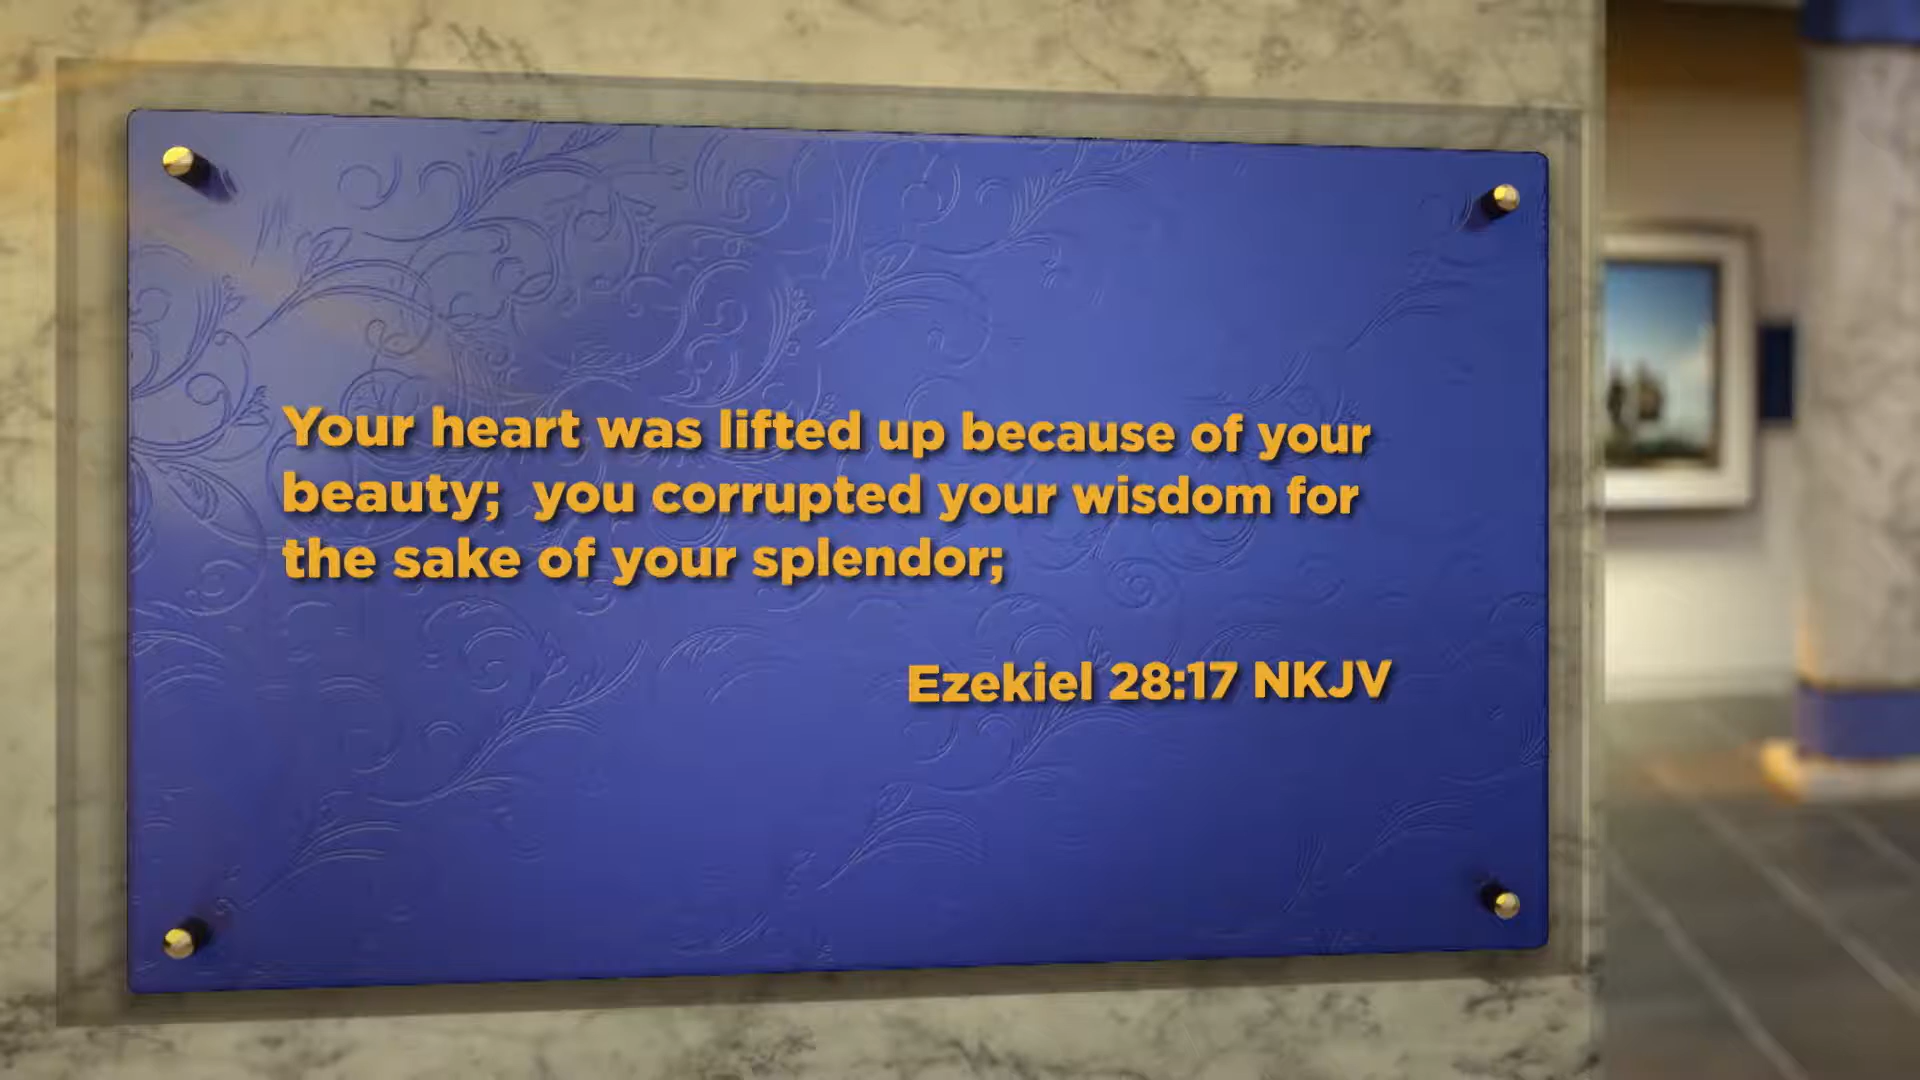 Your heart was lifted up because of your
beauty;  you corrupted your wisdom for
the sake of your splendor;
Ezekiel 28:17 NKJV